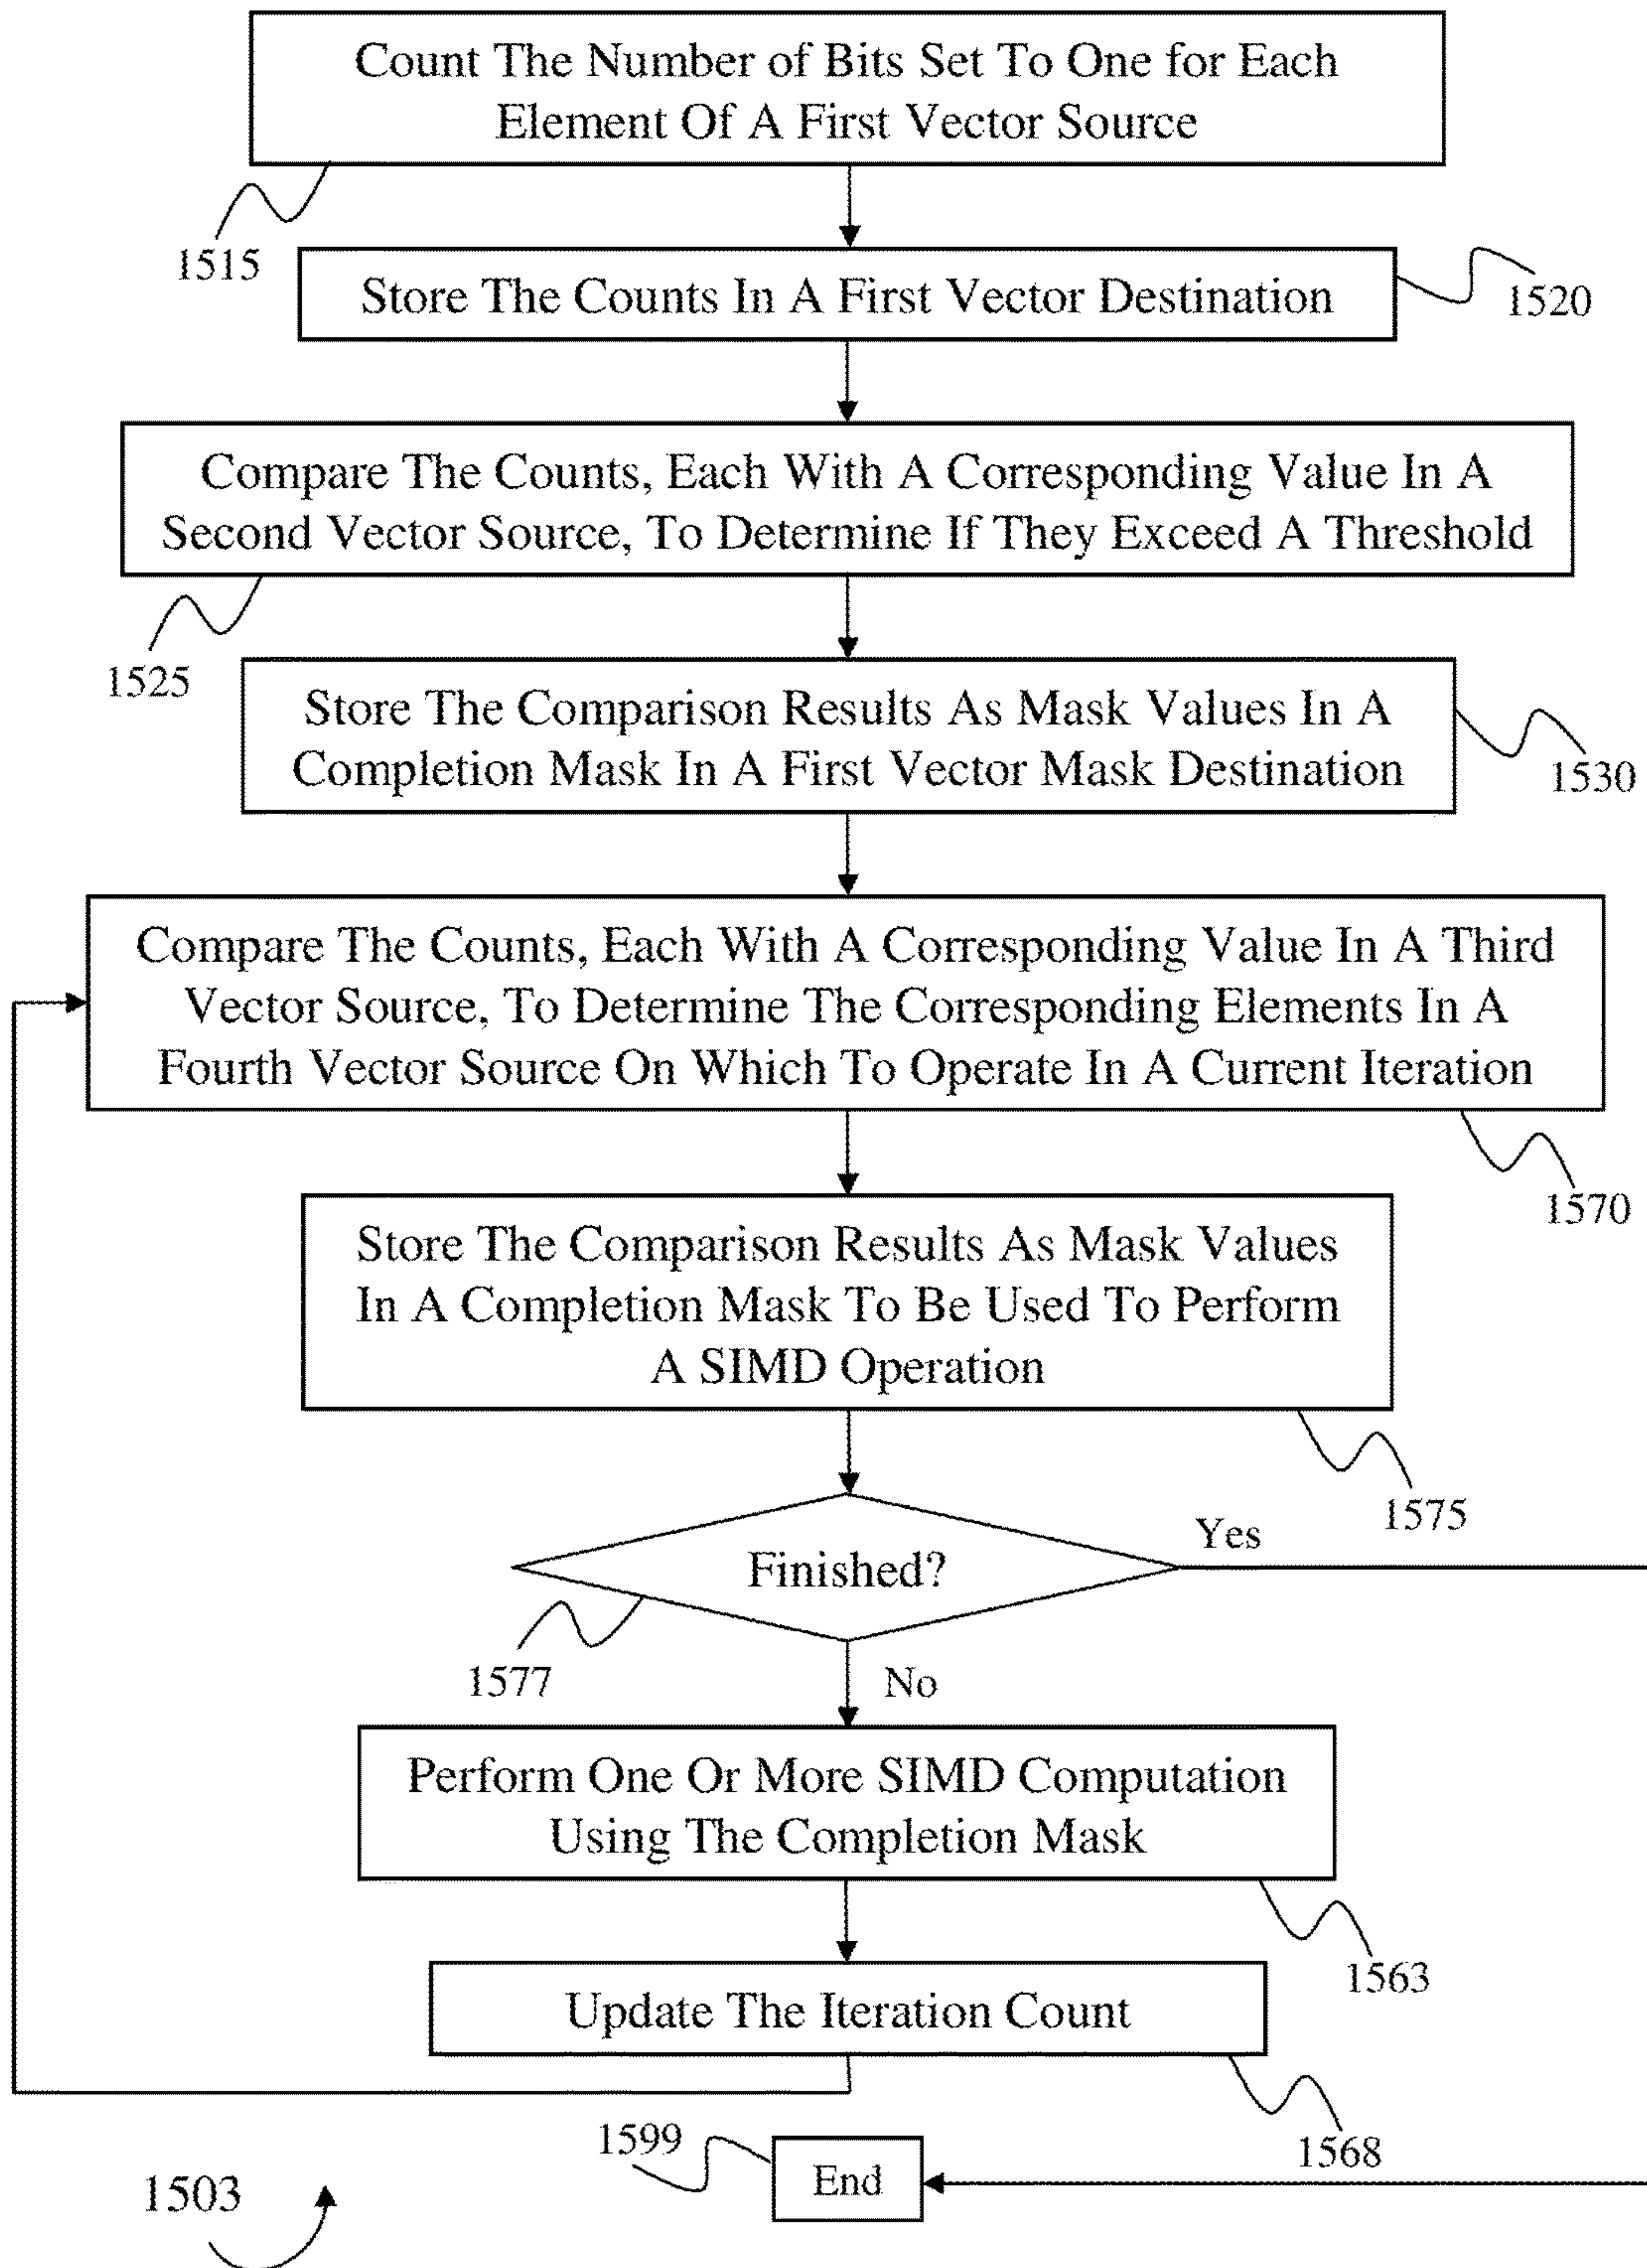 Count The Number of Bits Set To One for Each
Element Of A First Vector Source
1515
Store The Counts In A First Vector Destination
1520
Compare The Counts, Each With A Corresponding Value In A
Second Vector Source, To Determine If They Exceed A Threshold
1525
Store The Comparison Results As Mask Values In A
Completion Mask In A First Vector Mask Destination
1530
Compare The Counts, Each With A Corresponding Value In A Third
Vector Source, To Determine The Corresponding Elements In A
Fourth Vector Source On Which To Operate In A Current Iteration
1570
Store The Comparison Results As Mask Values
In A Completion Mask To Be Used To Perform
A SIMD Operation
1575
Finished?
Yes
1577
No
Perform One Or More SIMD Computation
Using The Completion Mask
1563
Update The Iteration Count
1568
1599
End
1503